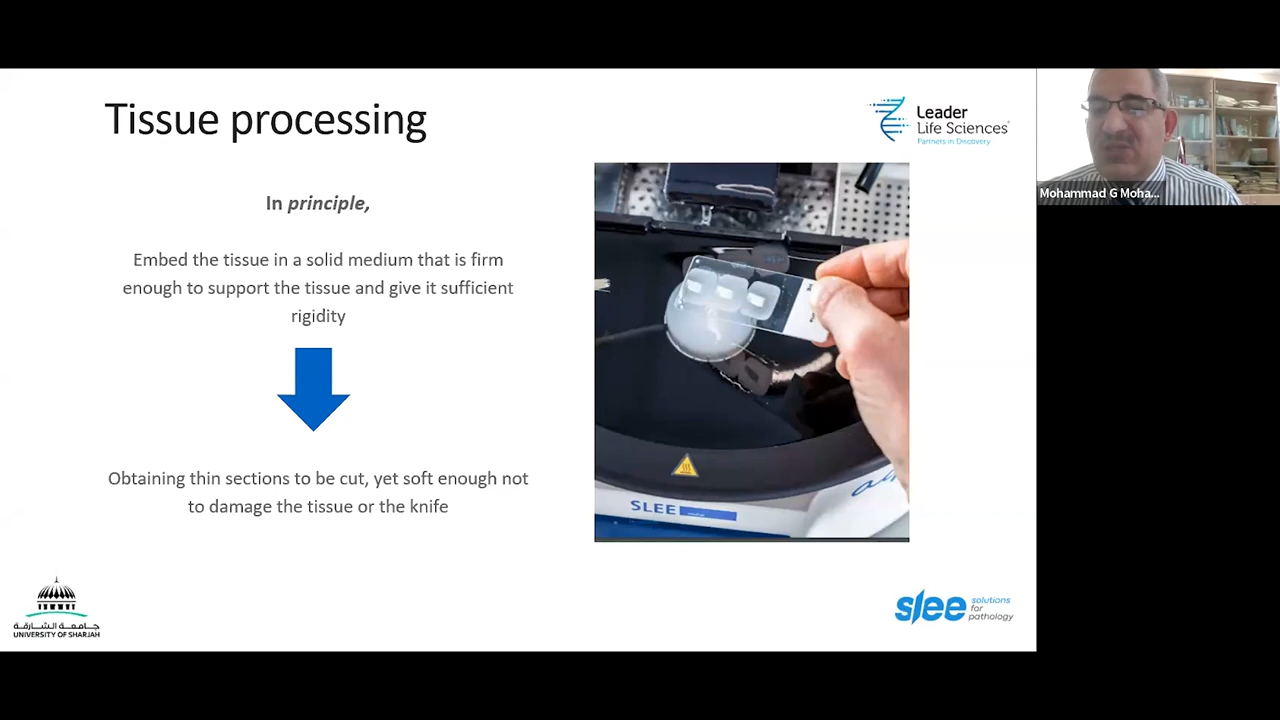 Tissue processing
Leader
Life Sciences
Partners in Discovery
In principle,
Embed the tissue in a solid medium that is firm
enough to support the tissue and give it sufficient
rigidity
Obtaining thin sections to be cut, yet soft enough not
to damage the tissue or the knife
SLEE
جامعة الشارقة
UNIVERSITY OF SHARJAH
slee solutions
for
pathology
Mohammad G Moha...